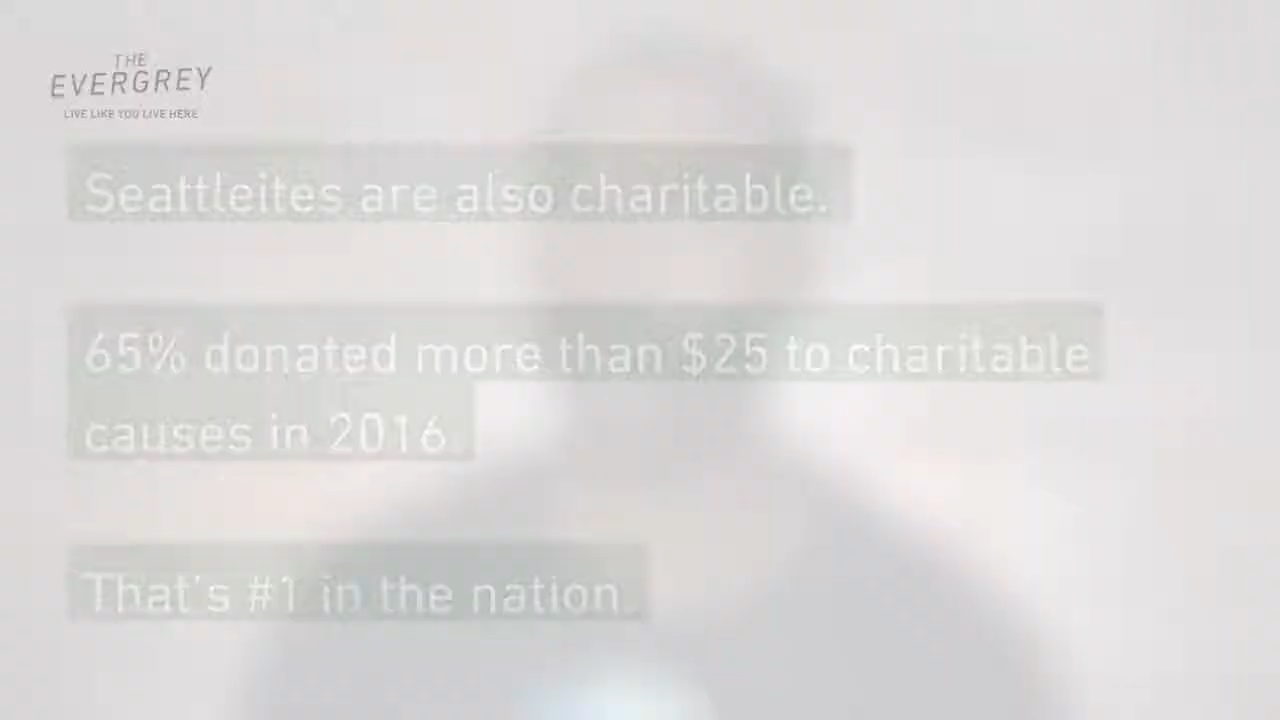 THE
EVERGREY
LIVE LIKE YOU LIVE HERE
Seattleites are also charitable.
65% donated more than $25 to charitable
causes in 2016.
That's #1 in the nation.